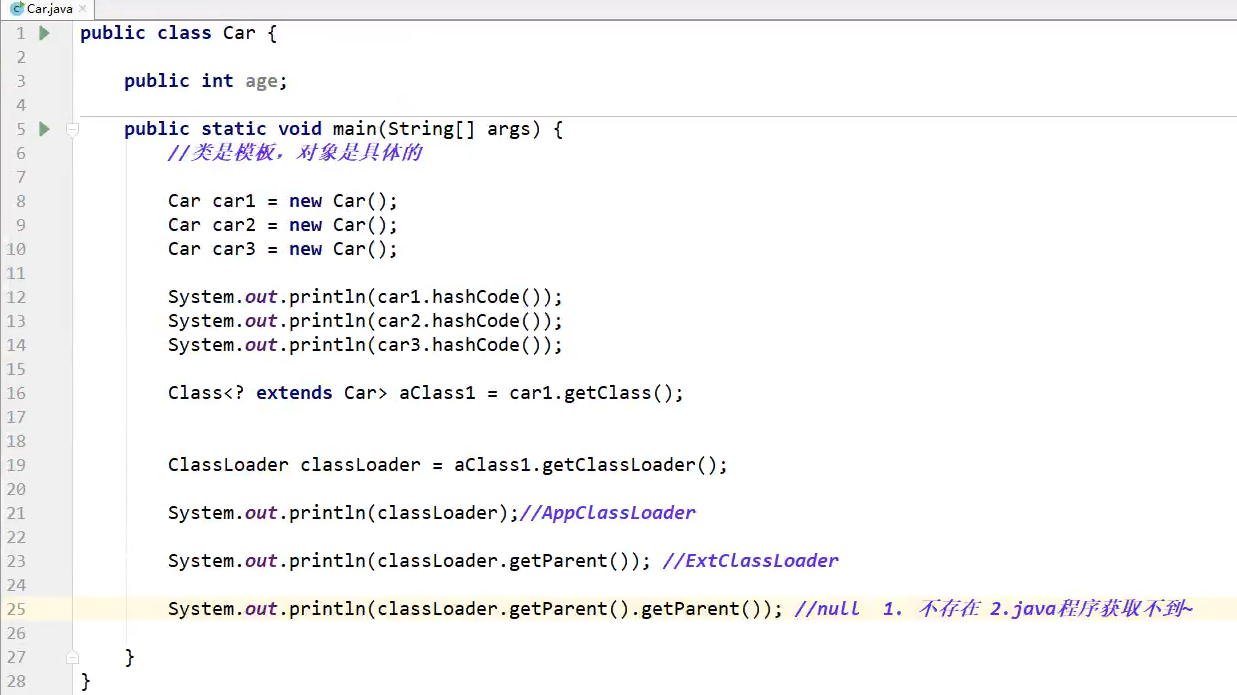 Car.java
1 public class Car {
2
3 public int age;
4
5 public static void main(String[] args) {
6 //类是模板，对象是具体的
7
8 Car car1 = new Car();
9 Car car2 = new Car();
10 Car car3 = new Car();
11
12 System.out.println(car1.hashCode());
13 System.out.println(car2.hashCode());
14 System.out.println(car3.hashCode());
15
16 Class<? extends Car> aClass1 = car1.getClass();
17
18
19 ClassLoader classLoader = aClass1.getClassLoader();
20
21 System.out.println(classLoader);//AppClassLoader
22
23 System.out.println(classLoader.getParent()); //ExtClassLoader
24
25 System.out.println(classLoader.getParent().getParent()); //null 1. 不存在 2.java程序获取不到~
26
27 }
28 }